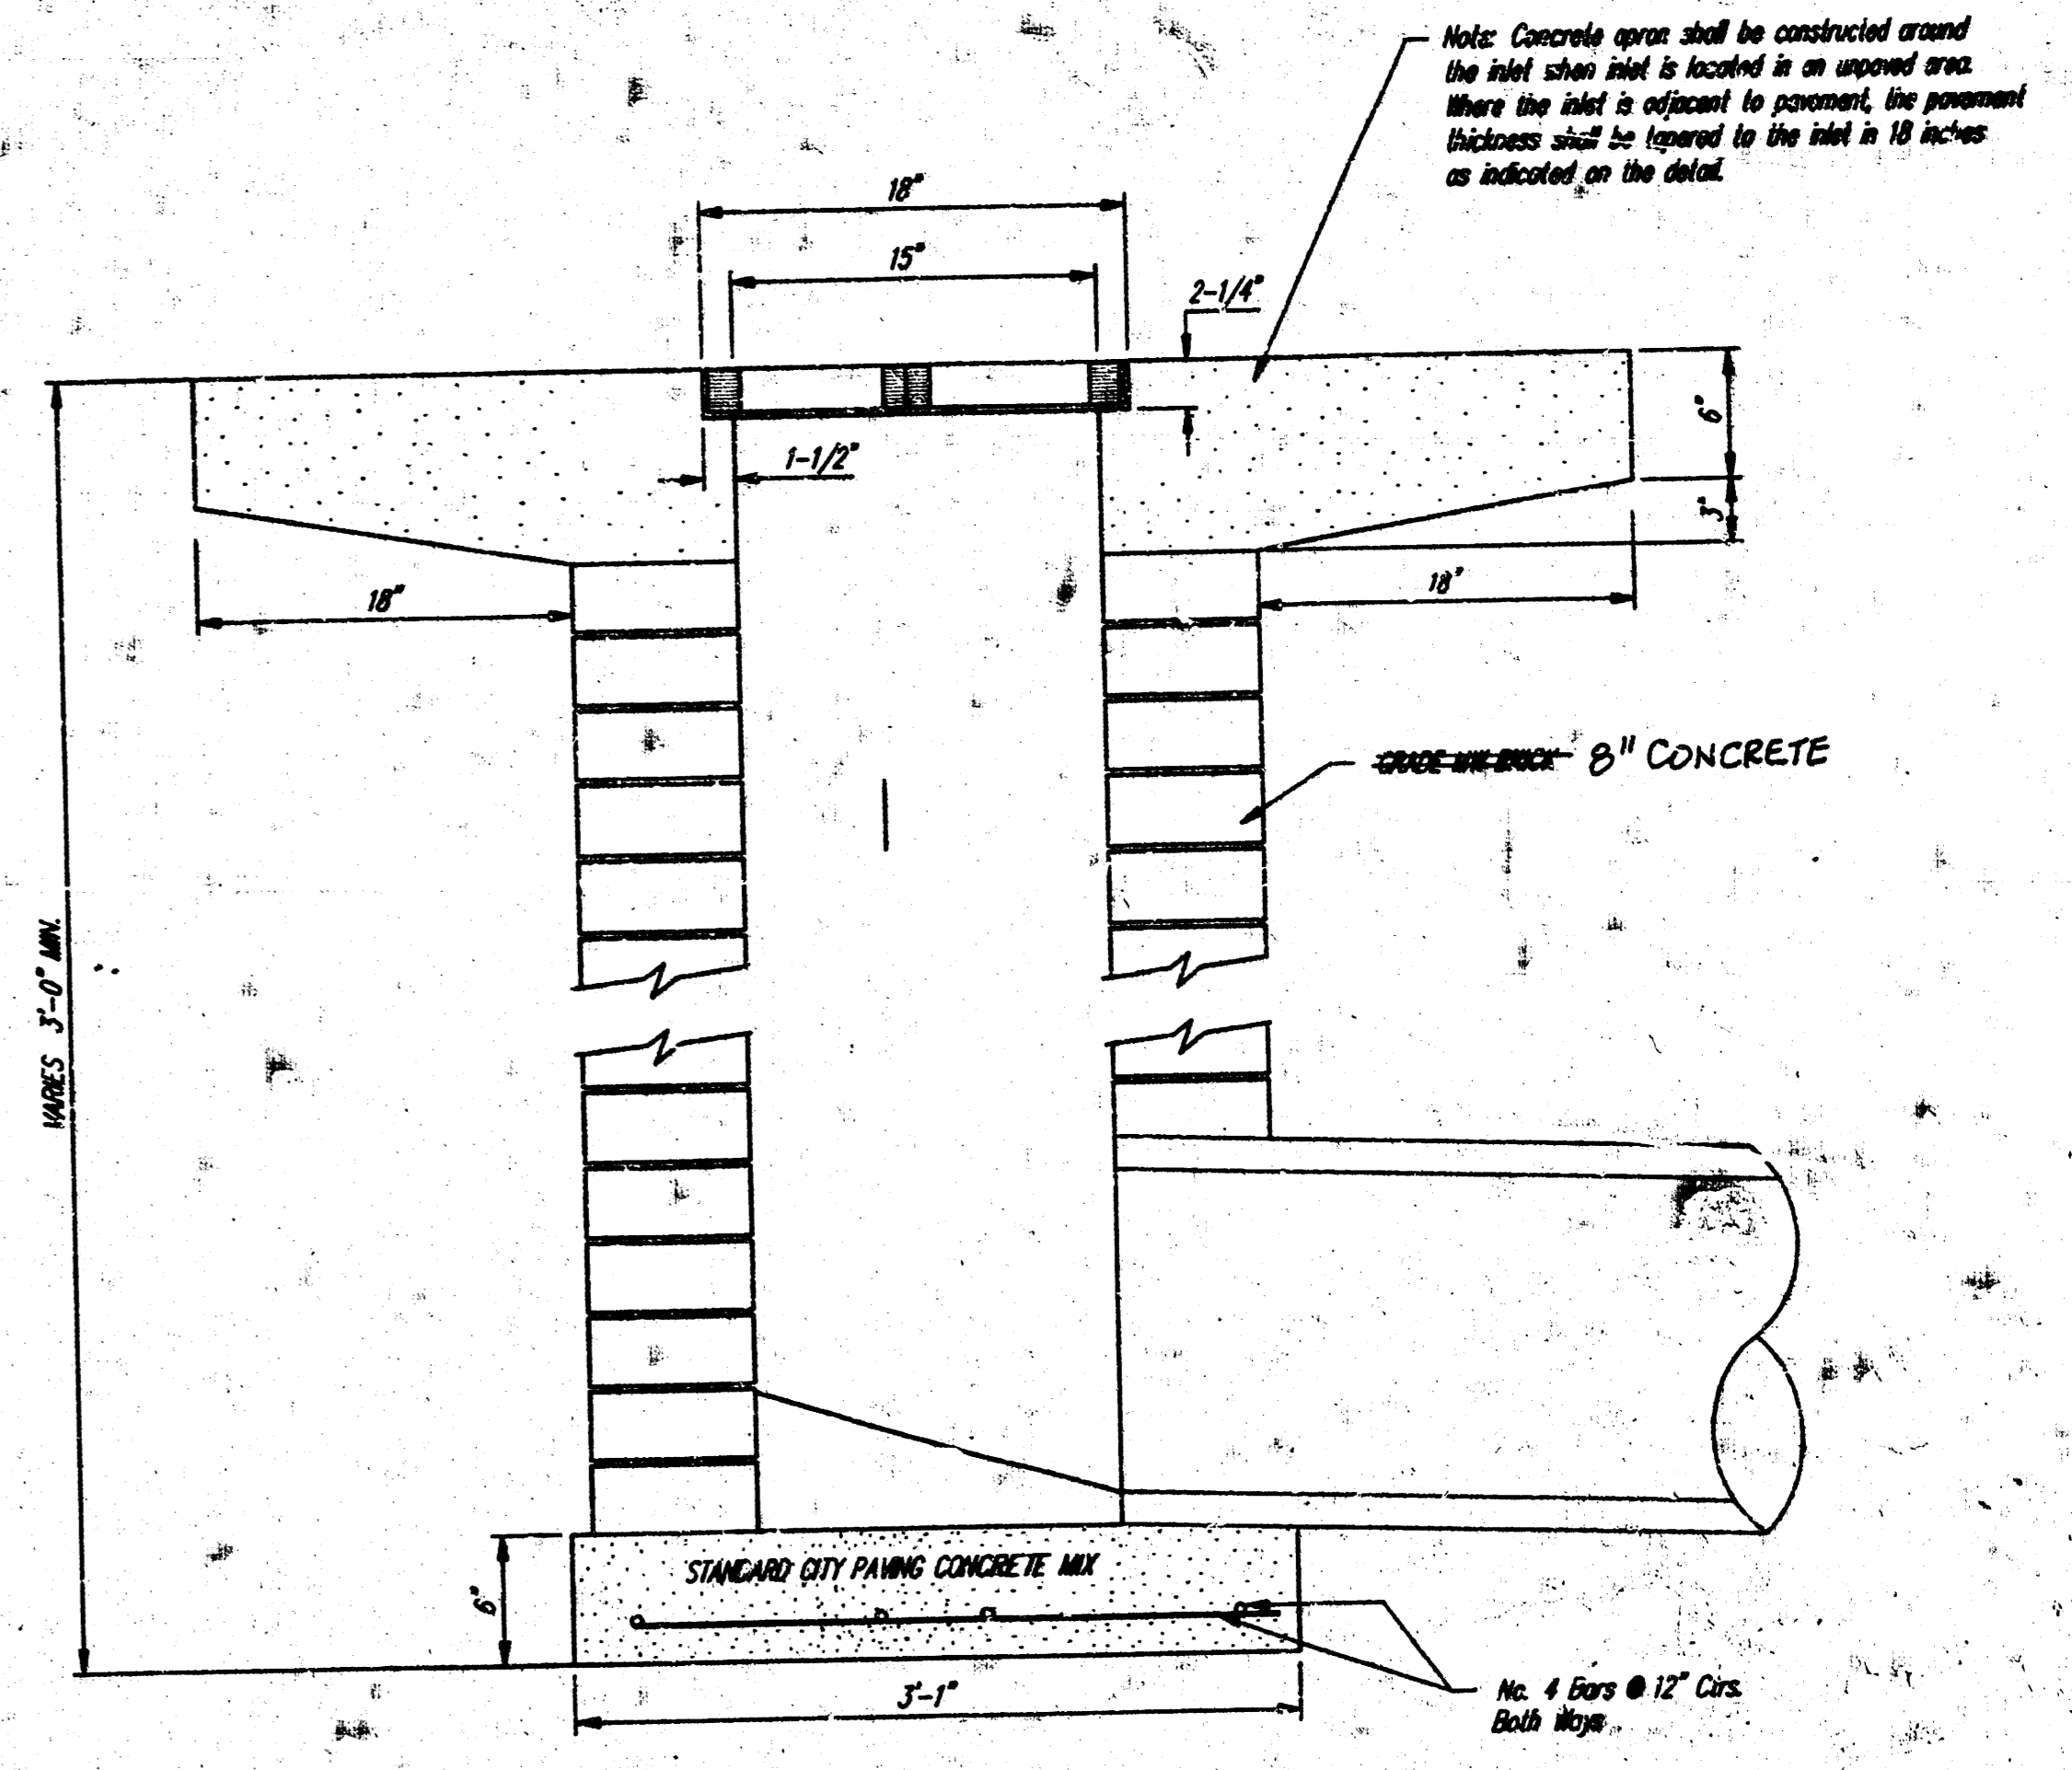 Note: Concrete apron shall be constructed around
the inlet when inlet is located in an unpaved area.
Where the inlet is adjacent to pavement, the pavement
thickness shall be tapered to the inlet in 18 inches
as indicated on the detail.
18"
15"
2-1/4"
6"
1-1/2"
3"
18"
18"
8" CONCRETE
VARIES 3'-0" MIN.
STANDARD CITY PAVING CONCRETE MIX
6"
3'-1"
No. 4 Bars @ 12" Ctrs.
Both Ways